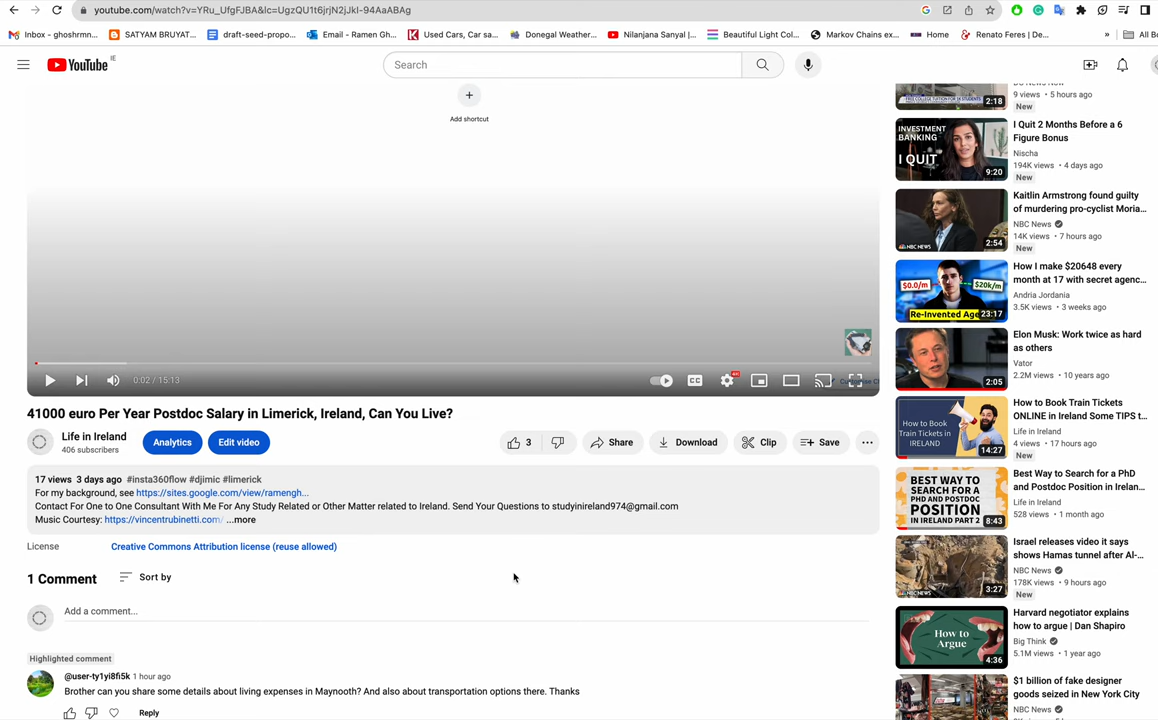 youtube.com/watch?v=YRu_UfgFJBA&lc=UgzQU1t6jrjN2jJkI-94AaABAg
Inbox - ghoshrmn... SATYAM BRUYAT... draft-seed-propo... Email - Ramen Gh... Used Cars, Car sa... Donegal Weather... Nilanjana Sanyal |... Beautiful Light Col... Markov Chains ex... Home Renato Feres | De... » All Bo
YouTube IE
Search
Add shortcut
0:02 / 15:13
CC
41000 euro Per Year Postdoc Salary in Limerick, Ireland, Can You Live?
Life in Ireland
406 subscribers
Analytics
Edit video
3
Share
Download
Clip
Save
17 views 3 days ago #insta360flow #djimic #limerick
For my background, see https://sites.google.com/view/ramengh...
Contact For One to One Consultant With Me For Any Study Related or Other Matter related to Ireland. Send Your Questions to studyinireland974@gmail.com
Music Courtesy: https://vincentrubinetti.com/ ...more
License
Creative Commons Attribution license (reuse allowed)
1 Comment
Sort by
Add a comment...
Highlighted comment
@user-ty1yi8fi5k 1 hour ago
Brother can you share some details about living expenses in Maynooth? And also about transportation options there. Thanks
Reply
FREE COLLEGE TUITION FOR
2:18
9 views • 5 hours ago
New
INVESTMENT
BANKING
I QUIT
9:20
I Quit 2 Months Before a 6
Figure Bonus
Nischa
194K views • 4 days ago
New
NBC NEWS
2:54
Kaitlin Armstrong found guilty
of murdering pro-cyclist Moria...
NBC News
14K views • 7 hours ago
New
$0.0/m
$20k/m
Re-Invented Age
23:17
How I make $20648 every
month at 17 with secret agenc...
Andria Jordania
3.5K views • 3 weeks ago
2:05
Elon Musk: Work twice as hard
as others
Vator
2.2M views • 10 years ago
How to Book
Train Tickets in
IRELAND
14:27
How to Book Train Tickets
ONLINE in Ireland Some TIPS t...
Life in Ireland
4 views • 17 hours ago
New
BEST WAY TO
SEARCH FOR A
PHD AND POSTDOC
POSITION
IN IRELAND PART 2
8:43
Best Way to Search for a PhD
and Postdoc Position in Irelan...
Life in Ireland
528 views • 1 month ago
3:27
Israel releases video it says
shows Hamas tunnel after Al-...
NBC News
178K views • 9 hours ago
New
How to
Argue
4:36
Harvard negotiator explains
how to argue | Dan Shapiro
Big Think
5.1M views • 1 year ago
$1 billion of fake designer
goods seized in New York City
NBC News